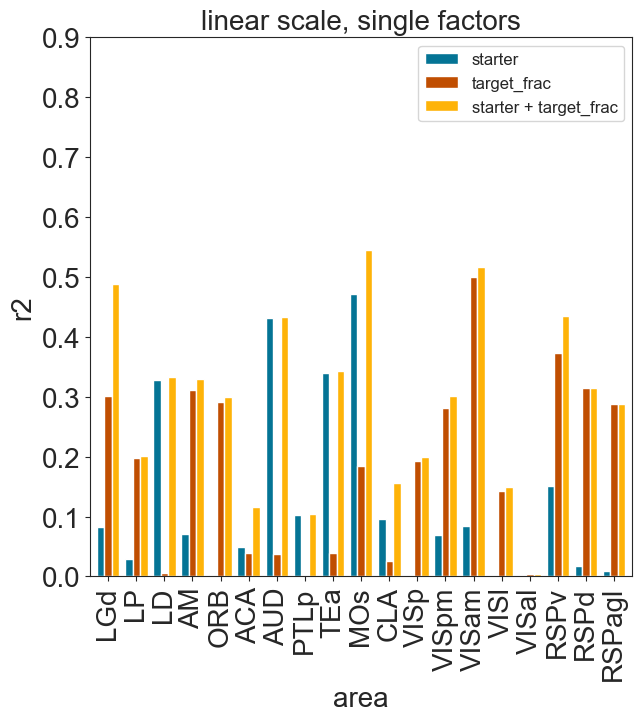 linear scale, single factors
starter
target_frac
starter + target_frac
0.9
0.8
0.7
0.6
0.5
0.4
0.3
0.2
0.1
0.0
r2
LGd
LP
LD
AM
ORB
ACA
AUD
PTLp
TEa
MOs
CLA
VISp
VISpm
VISam
VISl
VISal
RSPv
RSPd
RSPagl
area